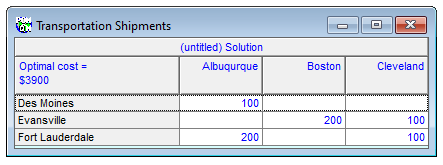 Transportation Shipments
(untitled) Solution
Optimal cost = $3900 Albuqurque Boston Cleveland
Des Moines 100
Evansville 200 100
Fort Lauderdale 200 100